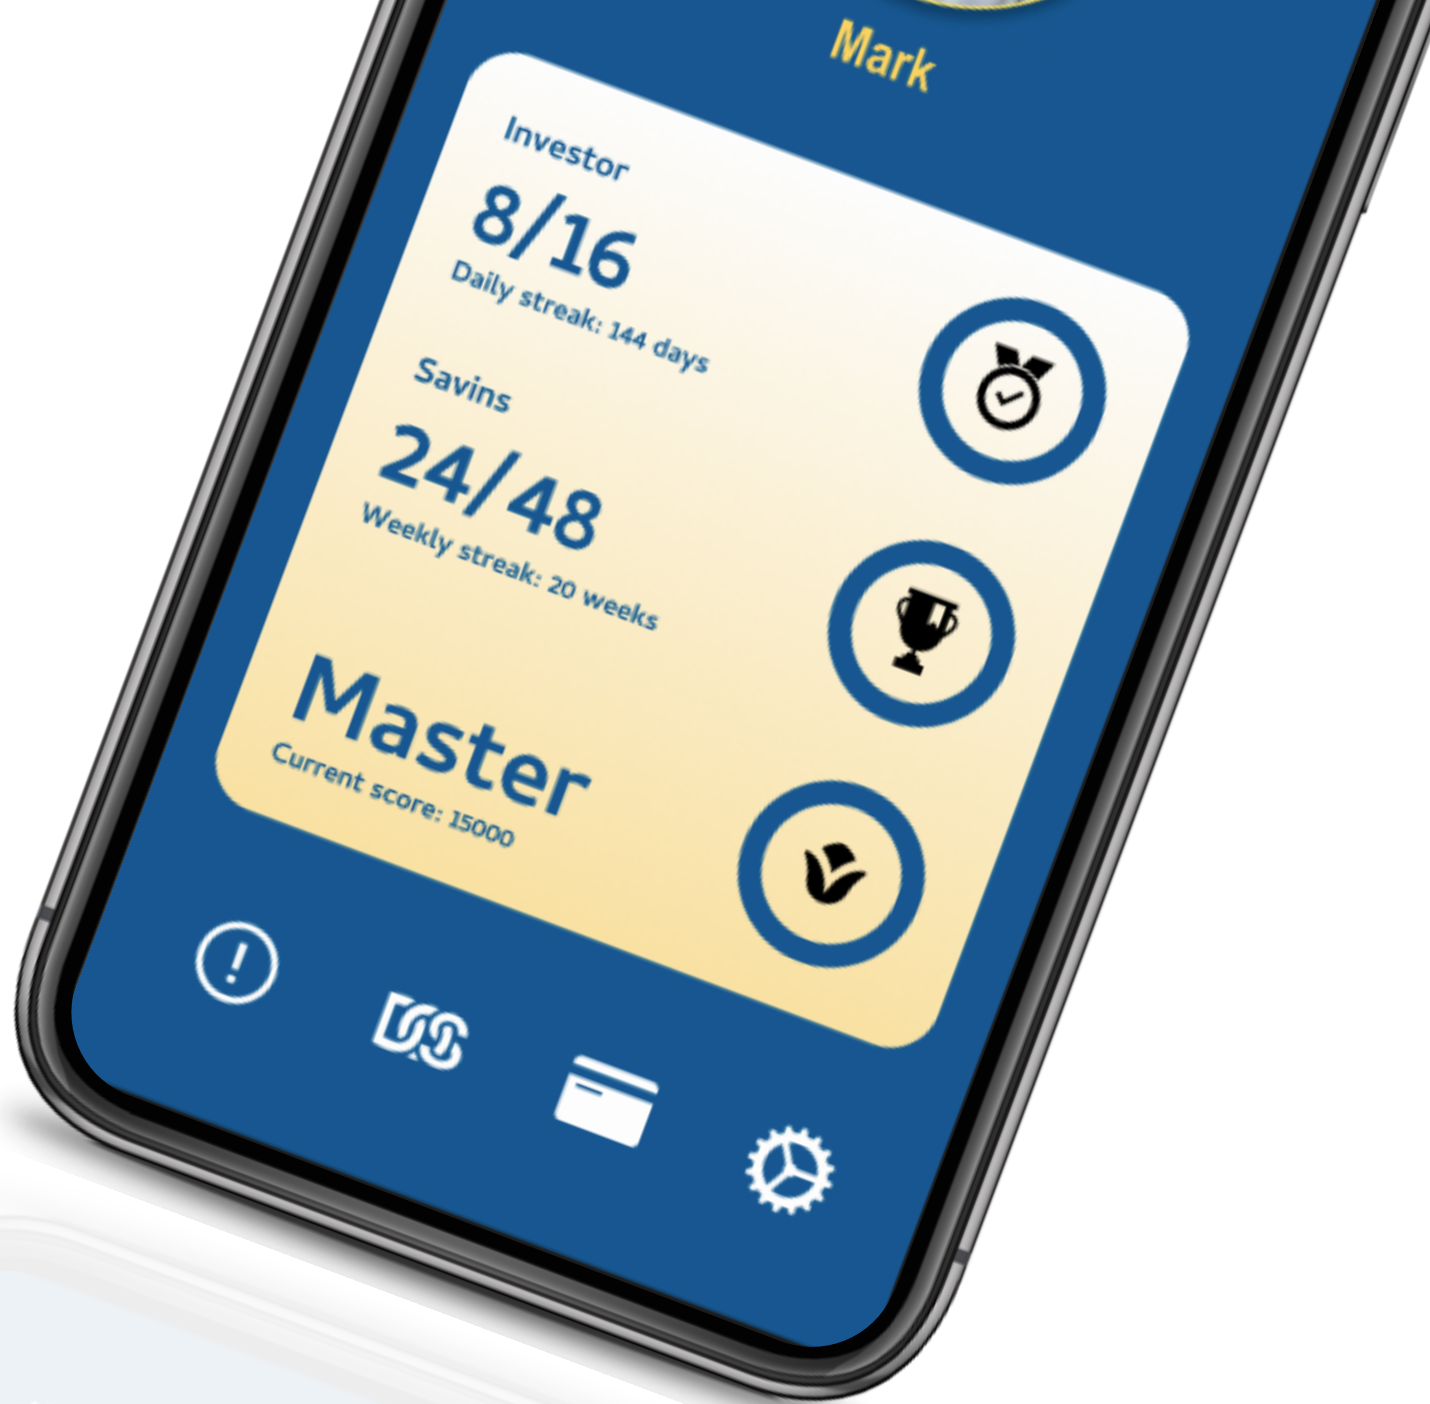 Mark
Investor
8/16
Daily streak: 144 days
Savins
24/48
Weekly streak: 20 weeks
Master
Current score: 15000
!
DCS